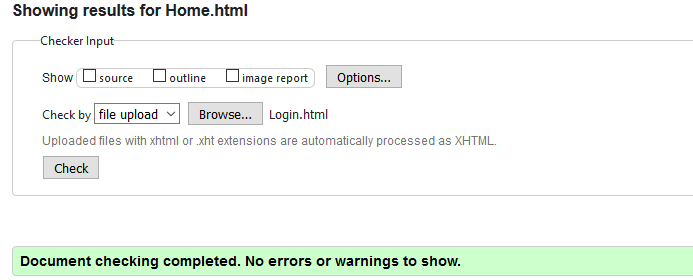 Showing results for Home.html
Checker Input
Show source outline image report Options...
Check by file upload Browse... Login.html
Uploaded files with xhtml or .xht extensions are automatically processed as XHTML.
Check
Document checking completed. No errors or warnings to show.